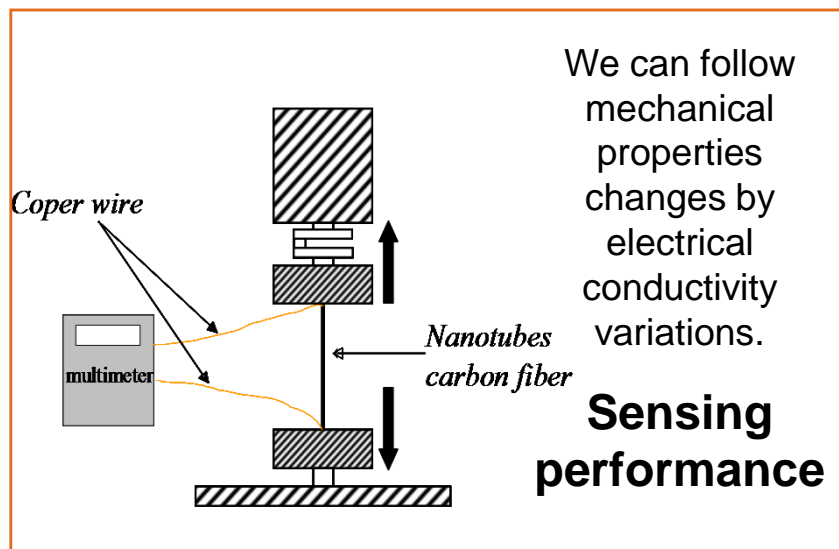 We can follow
mechanical
properties
changes by
electrical
conductivity
variations.
Sensing
performance
Coper wire
multimeter
Nanotubes
carbon fiber